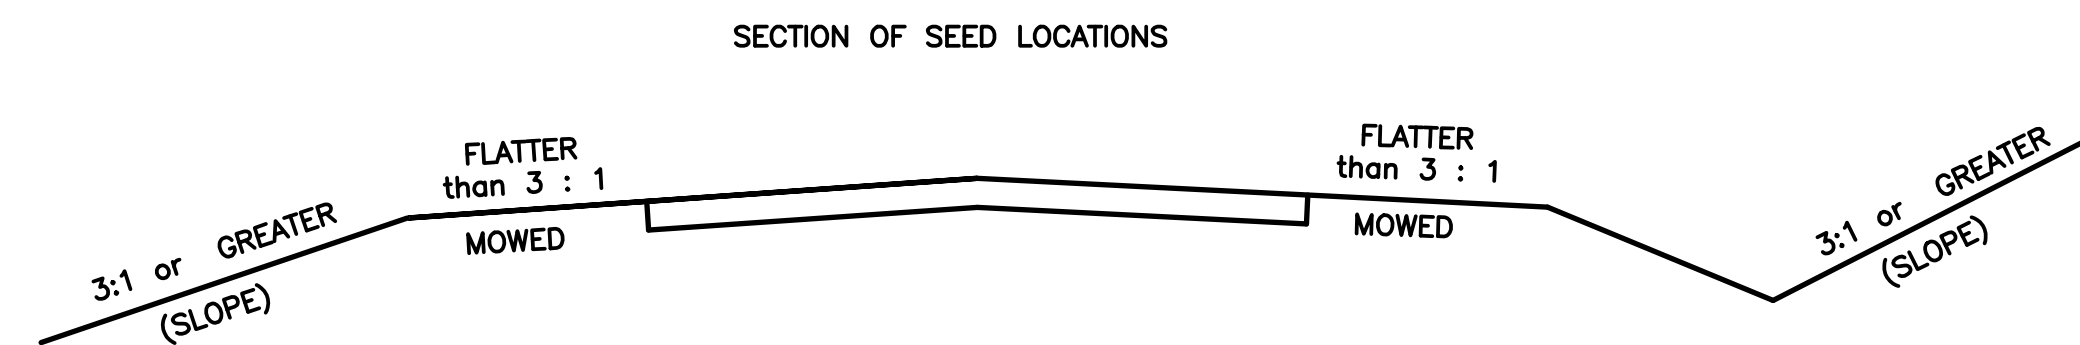 SECTION OF SEED LOCATIONS
FLATTER
than 3 : 1
MOWED
3:1 or GREATER
(SLOPE)
FLATTER
than 3 : 1
MOWED
3:1 or GREATER
(SLOPE)